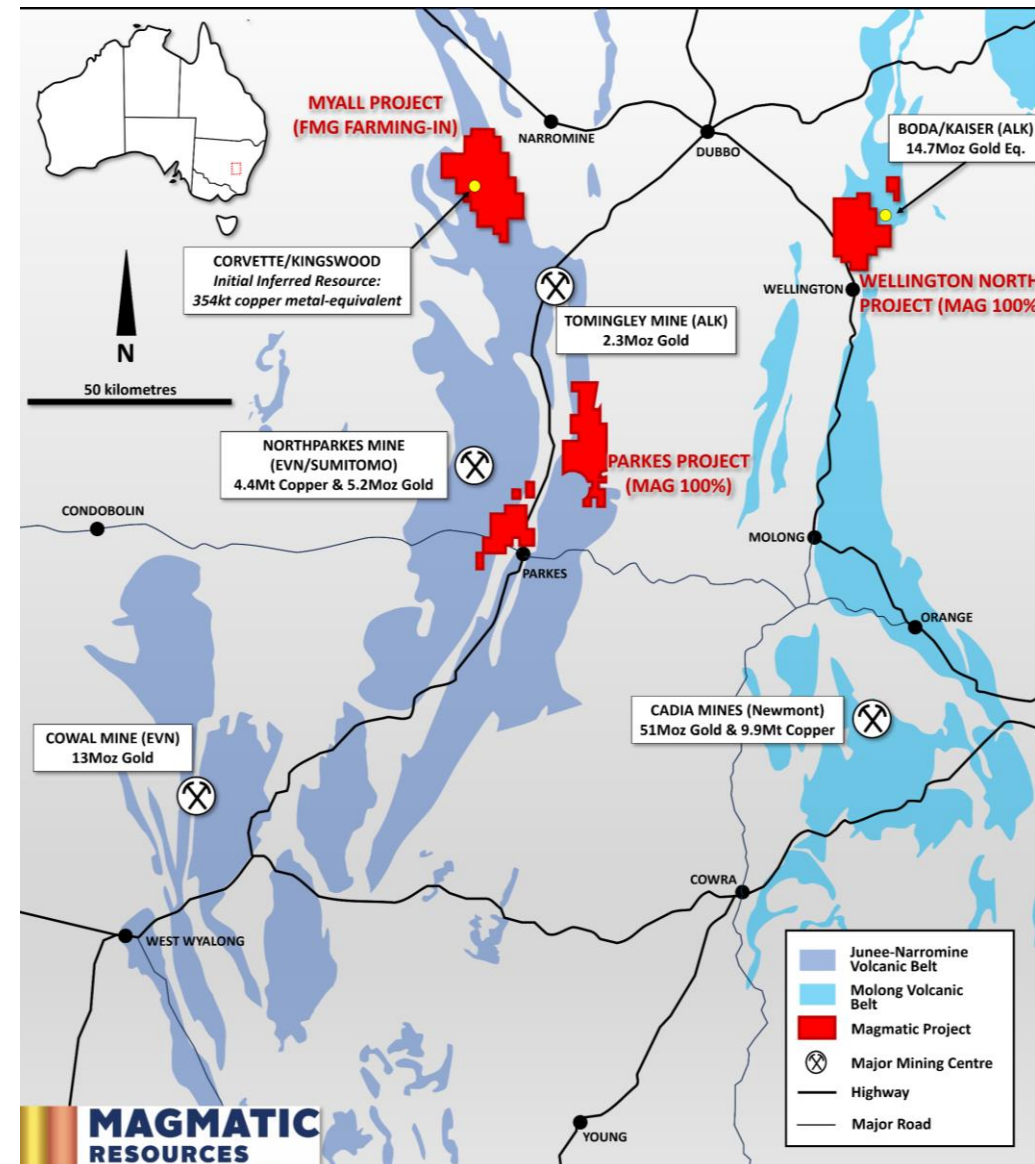 MYALL PROJECT
(FMG FARMING-IN)
NARROMINE
DUBBO
BODA/KAISER (ALK)
14.7Moz Gold Eq.
CORVETTE/KINGSWOOD
Initial Inferred Resource:
354kt copper metal-equivalent
WELLINGTON
WELLINGTON NORTH
PROJECT (MAG 100%
TOMINGLEY MINE (ALK)
2.3Moz Gold
N
50 kilometres
NORTHPARKES MINE
(EVN/SUMITOMO)
4.4Mt Copper & 5.2Moz Gold
PARKES PROJECT
(MAG 100%)
CONDOBOLIN
MOLONG
PARKES
ORANGE
CADIA MINES (Newmont)
51Moz Gold & 9.9Mt Copper
COWAL MINE (EVN)
13Moz Gold
COWRA
WEST WYALONG
YOUNG
Junee-Narromine
Volcanic Belt
Molong Volcanic
Belt
Magmatic Project
Major Mining Centre
Highway
Major Road
MAGMATIC
RESOURCES